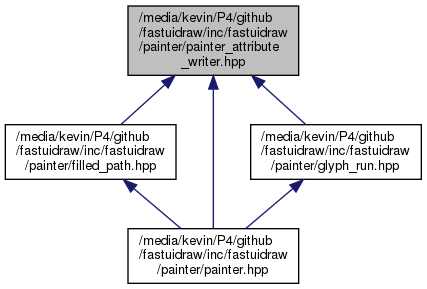 /media/kevin/P4/github
/fastuidraw/inc/fastuidraw
/painter/painter_attribute
_writer.hpp
/media/kevin/P4/github
/fastuidraw/inc/fastuidraw
/painter/filled_path.hpp
/media/kevin/P4/github
/fastuidraw/inc/fastuidraw
/painter/glyph_run.hpp
/media/kevin/P4/github
/fastuidraw/inc/fastuidraw
/painter/painter.hpp